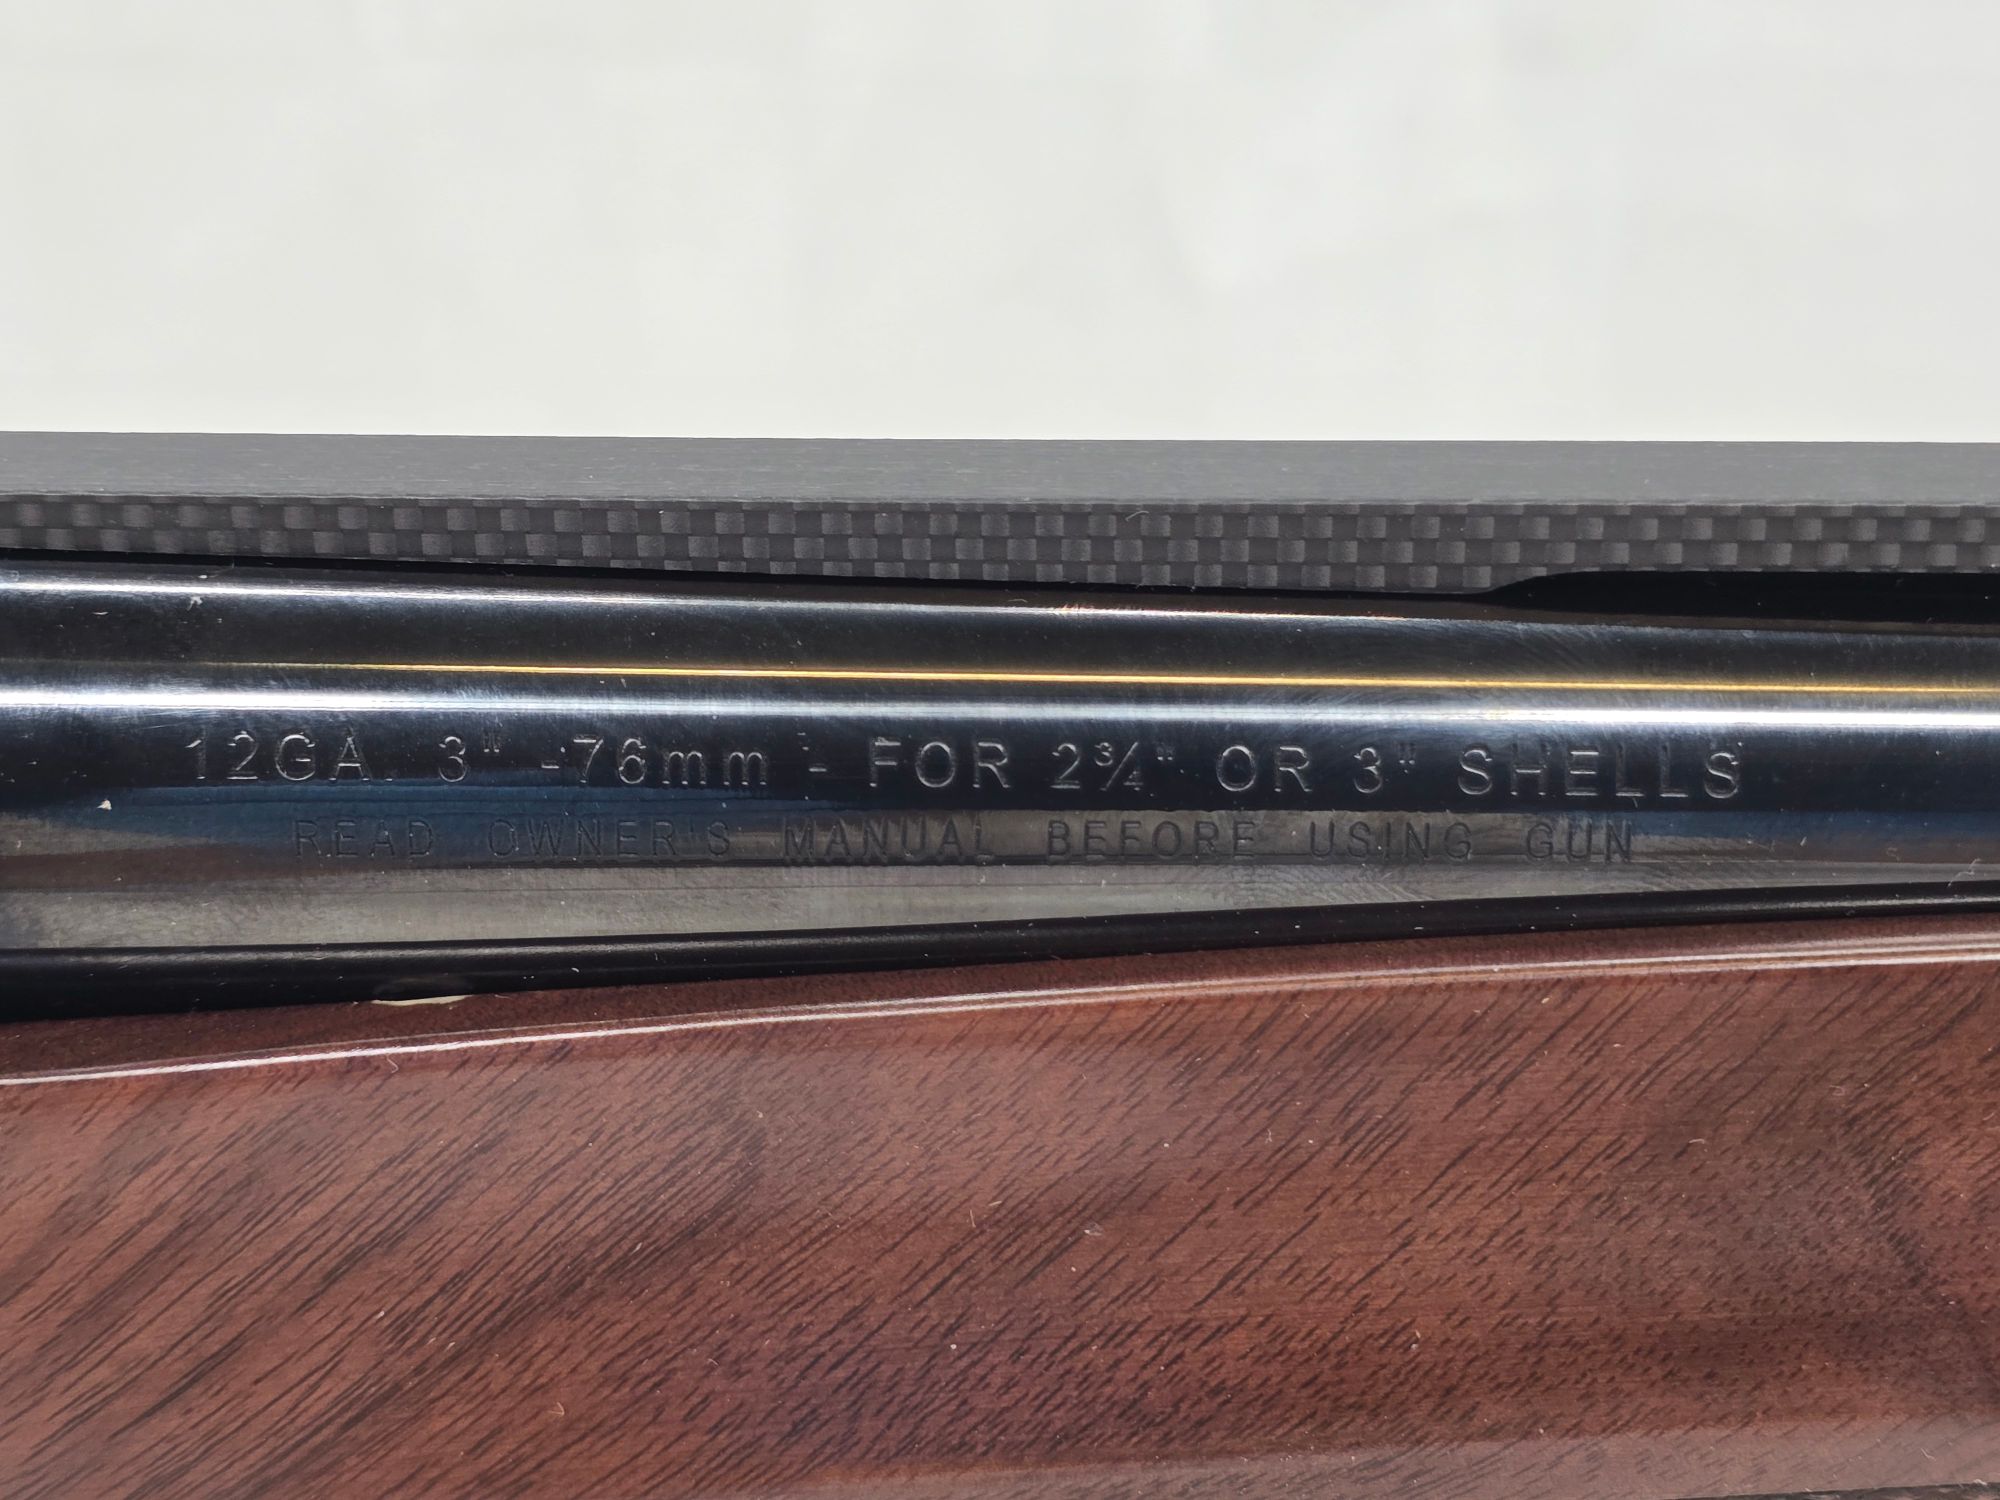 12GA. 3" -76mm - FOR 2¾" OR 3" SHELLS
READ OWNER'S MANUAL BEFORE USING GUN